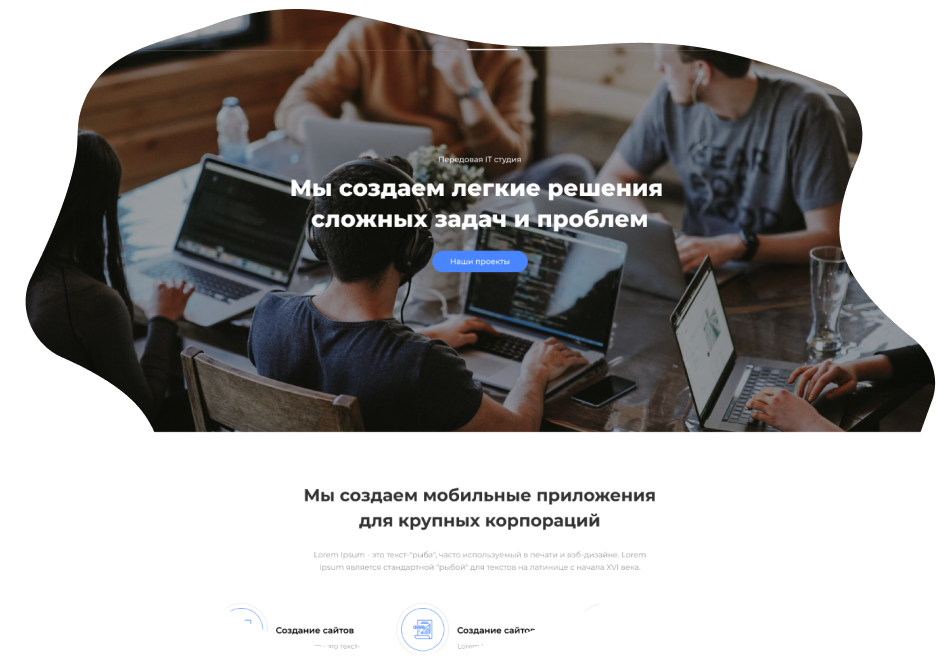 Передовая IT студия
Мы создаем легкие решения
сложных задач и проблем
Наши проекты
Мы создаем мобильные приложения
для крупных корпораций
Lorem Ipsum - это текст-"рыба", часто используемый в печати и вэб-дизайне. Lorem
Ipsum является стандартной "рыбой" для текстов на латинице с начала XVI века.
Создание сайтов
Создание сайтов
- это текст-
Lorem